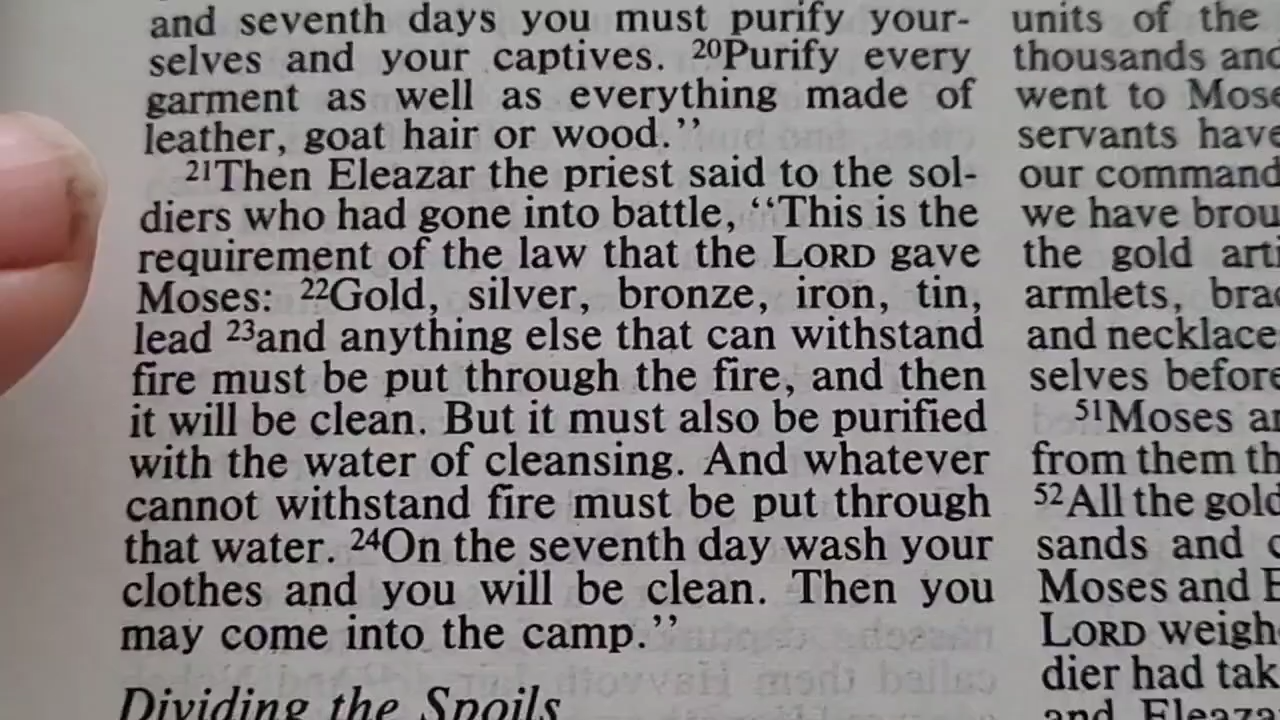 and seventh days you must purify your-
selves and your captives. ²⁰Purify every
garment as well as everything made of
leather, goat hair or wood.’’
²¹Then Eleazar the priest said to the sol-
diers who had gone into battle, ‘‘This is the
requirement of the law that the LORD gave
Moses: ²²Gold, silver, bronze, iron, tin,
lead ²³and anything else that can withstand
fire must be put through the fire, and then
it will be clean. But it must also be purified
with the water of cleansing. And whatever
cannot withstand fire must be put through
that water. ²⁴On the seventh day wash your
clothes and you will be clean. Then you
may come into the camp.’’
Dividing the Spoils
units of the
thousands and
went to Mose
servants have
our command
we have brou
the gold arti
armlets, brac
and necklace
selves before
⁵¹Moses an
from them th
⁵²All the gold
sands and
Moses and E
LORD weigh
dier had tak
and Eleaza